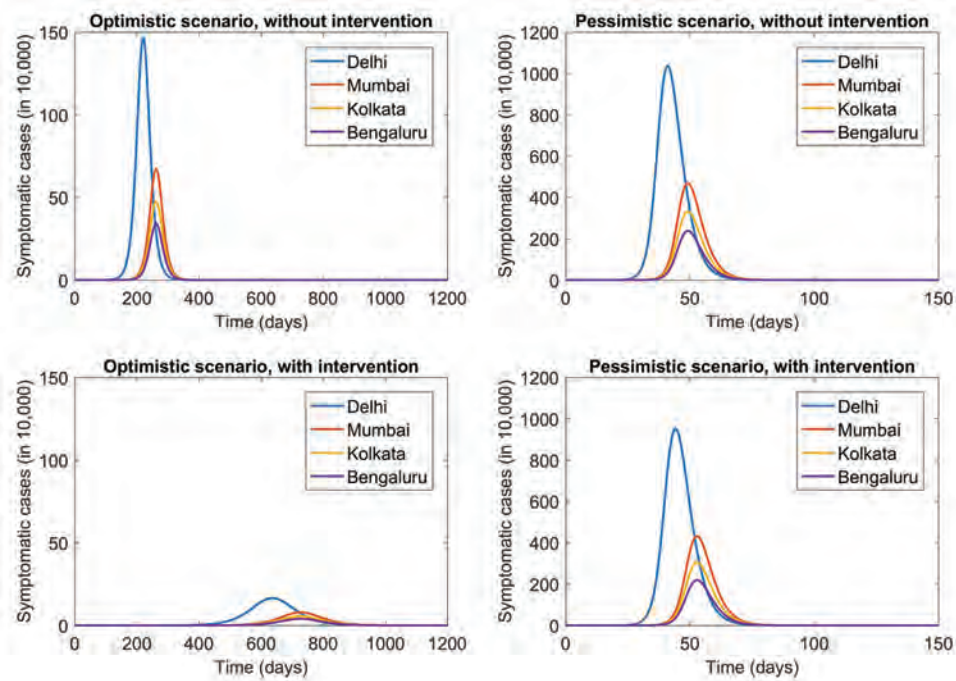 Optimistic scenario, without intervention
Symptomatic cases (in 10,000)
150
100
50
0
Delhi
Mumbai
Kolkata
Bengaluru
0 200 400 600 800 1000 1200
Time (days)
Pessimistic scenario, without intervention
Symptomatic cases (in 10,000)
1200
1000
800
600
400
200
0
Delhi
Mumbai
Kolkata
Bengaluru
0 50 100 150
Time (days)
Optimistic scenario, with intervention
Symptomatic cases (in 10,000)
150
100
50
0
Delhi
Mumbai
Kolkata
Bengaluru
0 200 400 600 800 1000 1200
Time (days)
Pessimistic scenario, with intervention
Symptomatic cases (in 10,000)
1200
1000
800
600
400
200
0
Delhi
Mumbai
Kolkata
Bengaluru
0 50 100 150
Time (days)